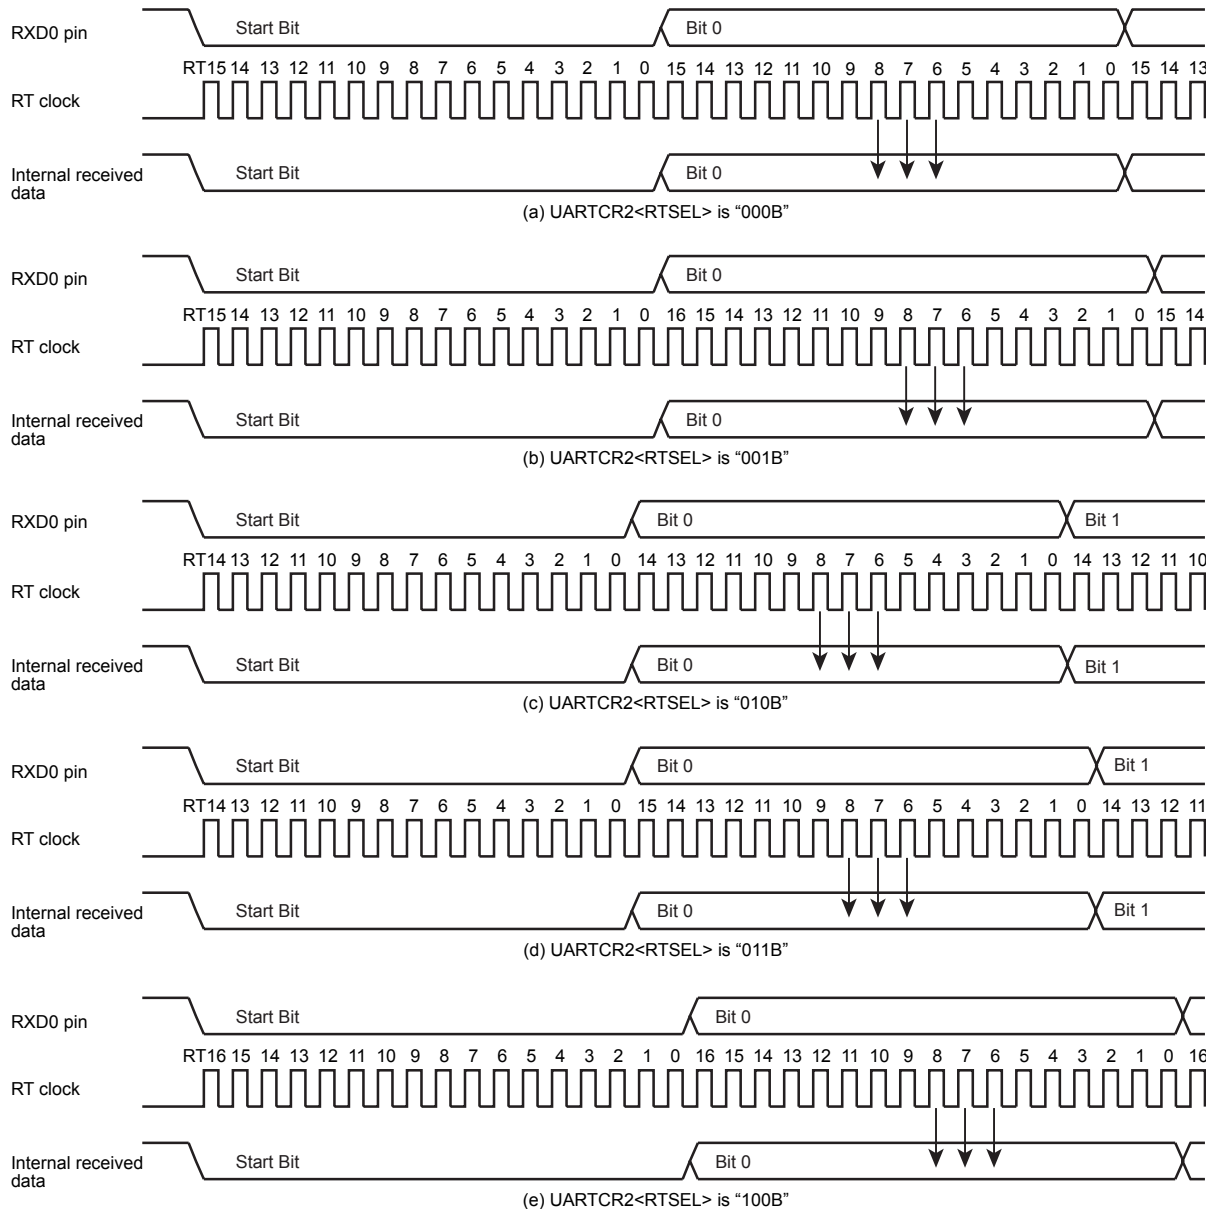 RXD0 pin Start Bit Bit 0
RT15 14 13 12 11 10 9 8 7 6 5 4 3 2 1 0 15 14 13 12 11 10 9 8 7 6 5 4 3 2 1 0 15 14 13
RT clock
Internal received data Start Bit Bit 0
(a) UARTCR2<RTSEL> is “000B”
RXD0 pin Start Bit Bit 0
RT15 14 13 12 11 10 9 8 7 6 5 4 3 2 1 0 16 15 14 13 12 11 10 9 8 7 6 5 4 3 2 1 0 15 14
RT clock
Internal received data Start Bit Bit 0
(b) UARTCR2<RTSEL> is “001B”
RXD0 pin Start Bit Bit 0 Bit 1
RT14 13 12 11 10 9 8 7 6 5 4 3 2 1 0 14 13 12 11 10 9 8 7 6 5 4 3 2 1 0 14 13 12 11 10
RT clock
Internal received data Start Bit Bit 0 Bit 1
(c) UARTCR2<RTSEL> is “010B”
RXD0 pin Start Bit Bit 0 Bit 1
RT14 13 12 11 10 9 8 7 6 5 4 3 2 1 0 15 14 13 12 11 10 9 8 7 6 5 4 3 2 1 0 14 13 12 11
RT clock
Internal received data Start Bit Bit 0 Bit 1
(d) UARTCR2<RTSEL> is “011B”
RXD0 pin Start Bit Bit 0
RT16 15 14 13 12 11 10 9 8 7 6 5 4 3 2 1 0 16 15 14 13 12 11 10 9 8 7 6 5 4 3 2 1 0 16
RT clock
Internal received data Start Bit Bit 0
(e) UARTCR2<RTSEL> is “100B”